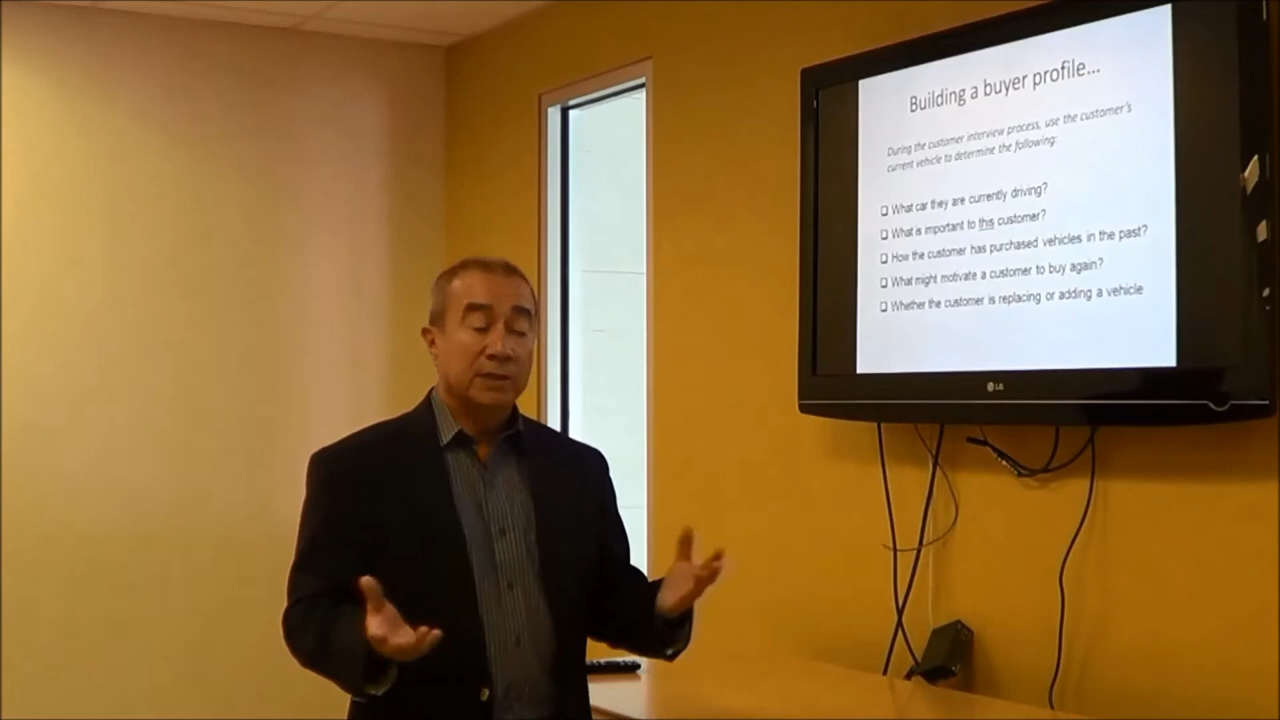 Building a buyer profile...
During the customer interview process, use the customer's
current vehicle to determine the following:
❑ What car they are currently driving?
❑ What is important to this customer?
❑ How the customer has purchased vehicles in the past?
❑ What might motivate a customer to buy again?
❑ Whether the customer is replacing or adding a vehicle
LG